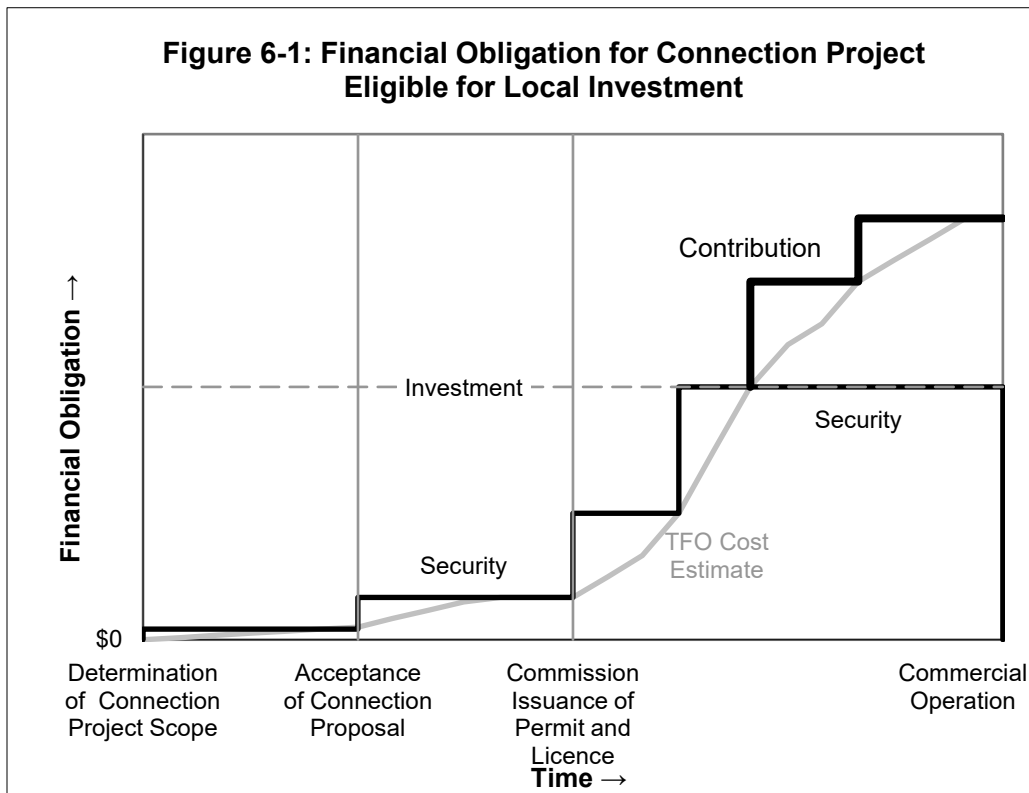 Figure 6-1: Financial Obligation for Connection Project
Eligible for Local Investment
Financial Obligation →
Contribution
Investment
Security
Security
TFO Cost
Estimate
$0
Determination
of Connection
Project Scope
Acceptance
of Connection
Proposal
Commission
Issuance of
Permit and
Licence
Commercial
Operation
Time →